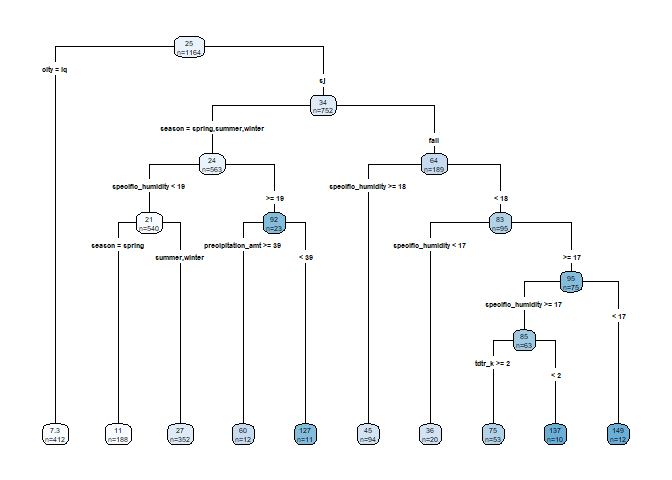 25
n=1164
city = iq
sj
34
n=752
season = spring,summer,winter
fall
24
n=563
64
n=189
specific_humidity < 19
>= 19
specific_humidity >= 18
< 18
21
n=540
92
n=23
83
n=95
season = spring
summer,winter
precipitation_amt >= 39
< 39
specific_humidity < 17
>= 17
95
n=75
specific_humidity >= 17
< 17
85
n=63
tdtr_k >= 2
< 2
7.3
n=412
11
n=188
27
n=352
60
n=12
127
n=11
45
n=94
36
n=20
75
n=53
137
n=10
149
n=12